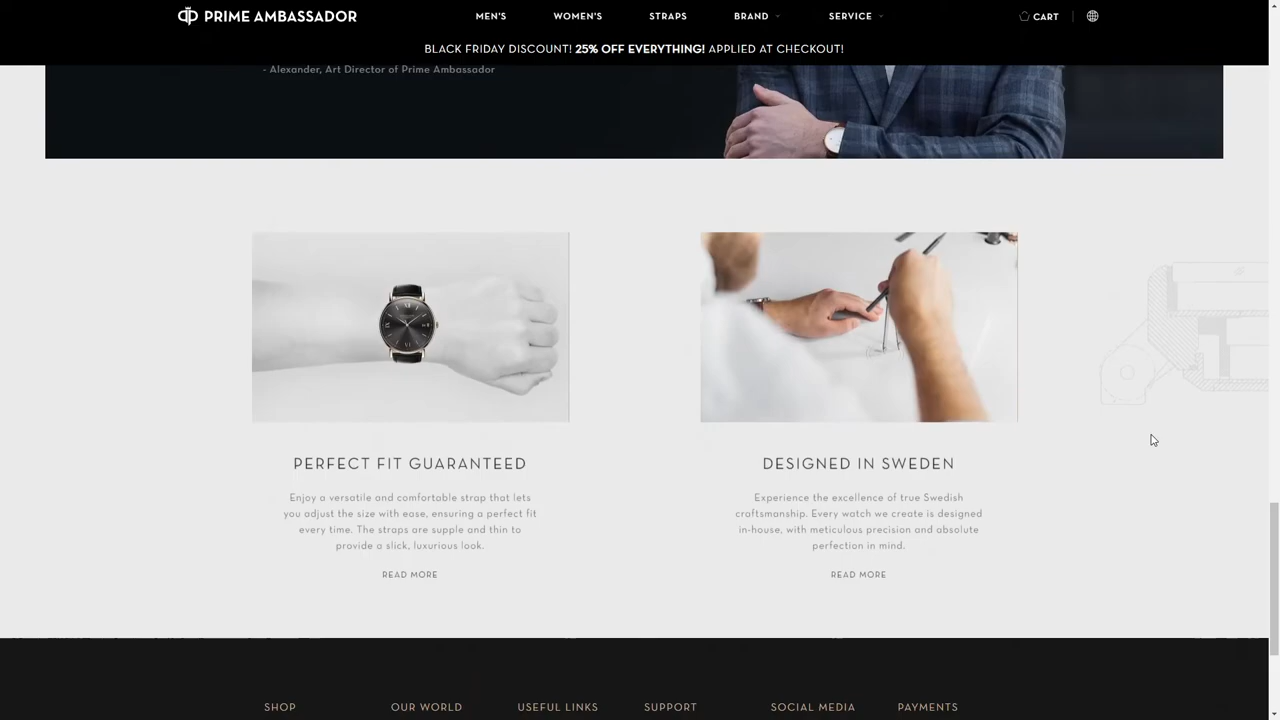 PRIME AMBASSADOR
MEN'S
WOMEN'S
STRAPS
BRAND
SERVICE
CART
BLACK FRIDAY DISCOUNT! 25% OFF EVERYTHING! APPLIED AT CHECKOUT!
- Alexander, Art Director of Prime Ambassador
PERFECT FIT GUARANTEED
Enjoy a versatile and comfortable strap that lets
you adjust the size with ease, ensuring a perfect fit
every time. The straps are supple and thin to
provide a slick, luxurious look.
READ MORE
DESIGNED IN SWEDEN
Experience the excellence of true Swedish
craftsmanship. Every watch we create is designed
in-house, with meticulous precision and absolute
perfection in mind.
READ MORE
SHOP
OUR WORLD
USEFUL LINKS
SUPPORT
SOCIAL MEDIA
PAYMENTS